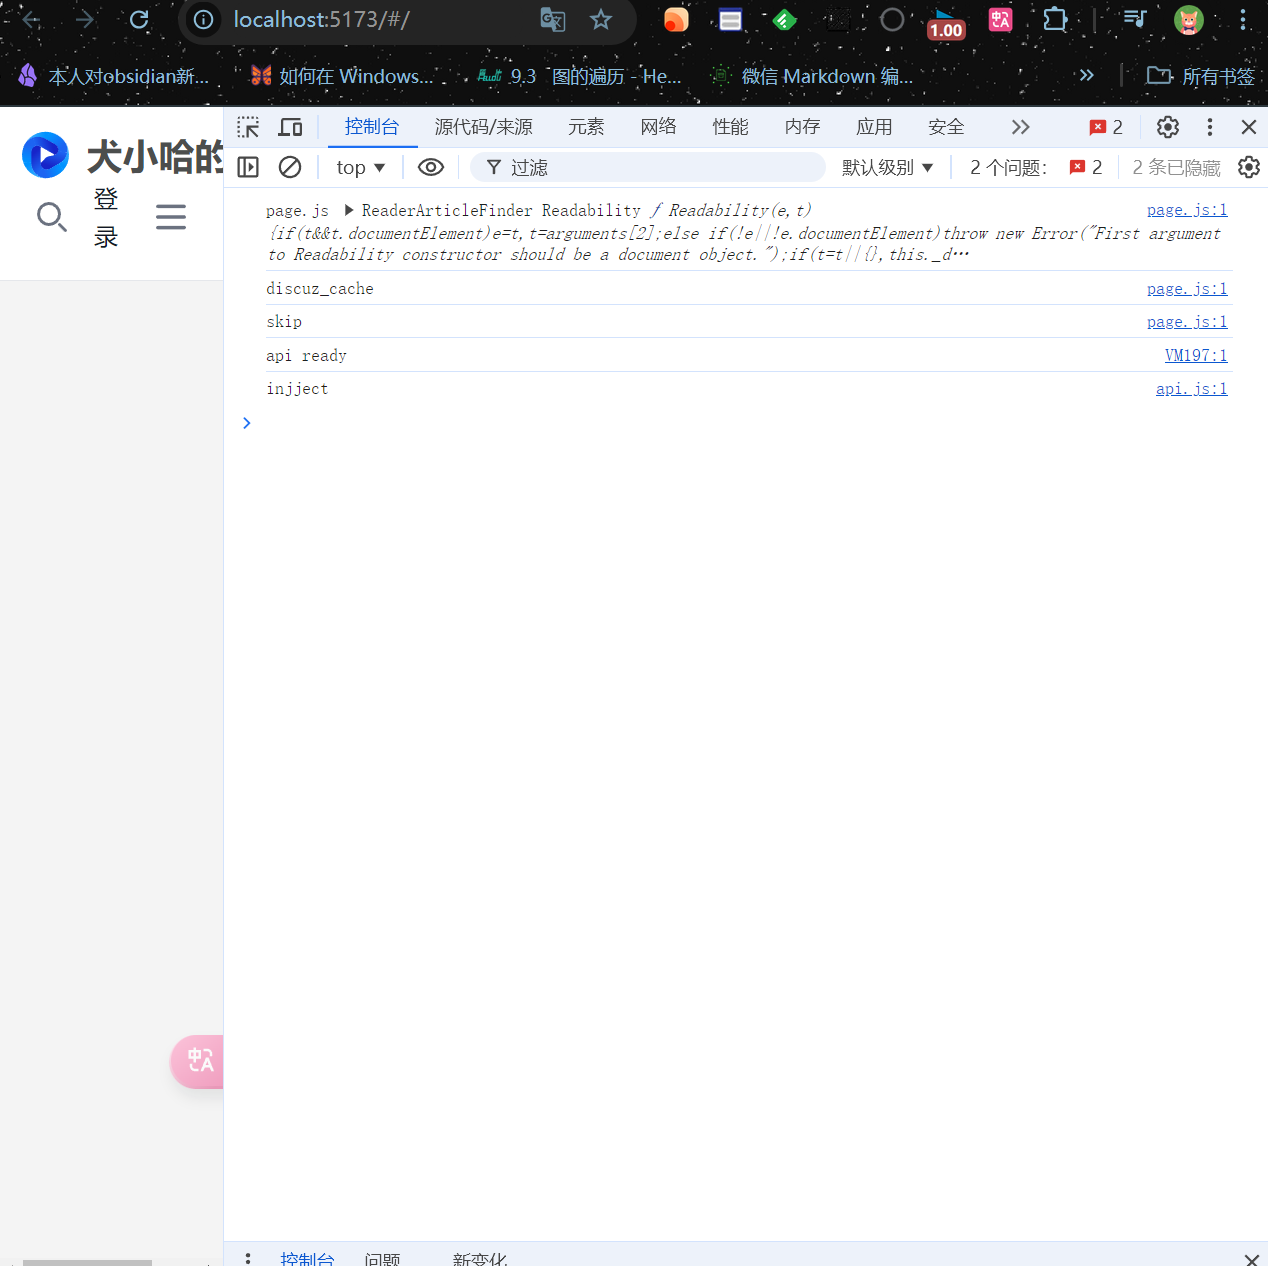 localhost:5173/#/
1.00
本人对obsidian新...
如何在 Windows...
9.3 图的遍历 - He...
微信 Markdown 编...
所有书签
犬小哈的
登
录
控制台 源代码/来源 元素 网络 性能 内存 应用 安全 2
top 过滤 默认级别 2 个问题： 2 2 条已隐藏
page.js ReaderArticleFinder Readability ƒ Readability(e,t) page.js:1
{if(t&&t.documentElement)e=t,t=arguments[2];else if(!e||!e.documentElement)throw new Error("First argument
to Readability constructor should be a document object.");if(t=t||{},this._d…
discuz_cache page.js:1
skip page.js:1
api ready VM197:1
injject api.js:1
中A
控制台 问题 新变化